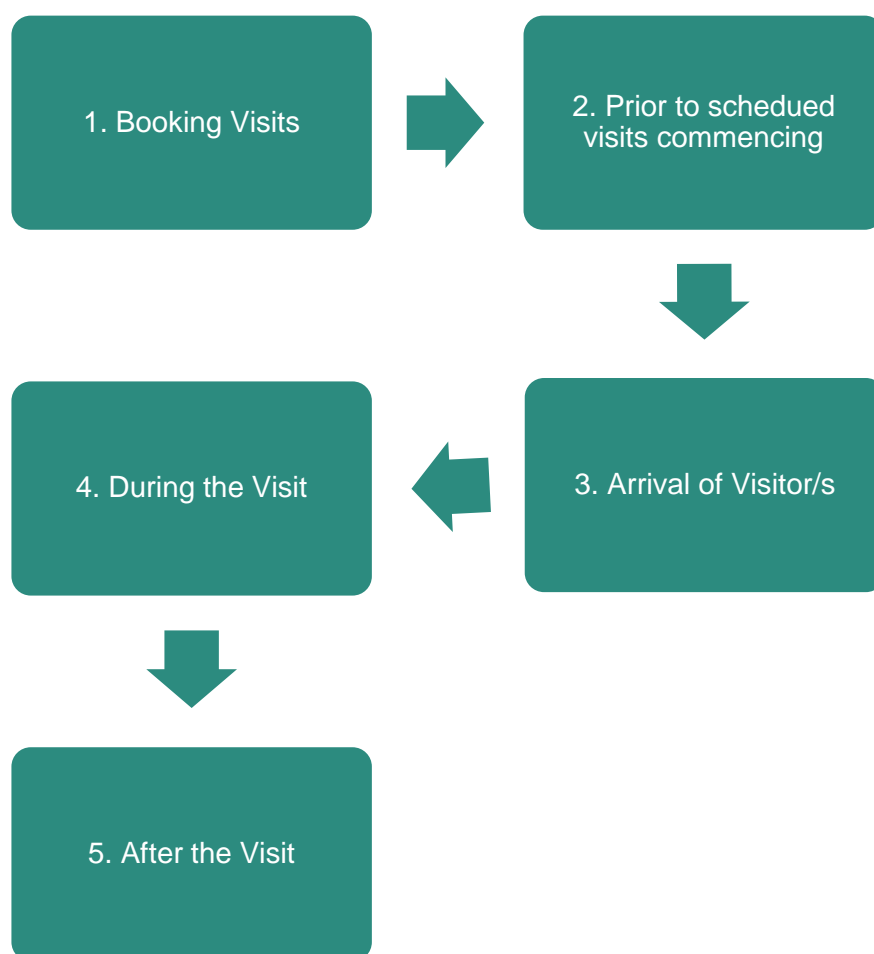 1. Booking Visits
2. Prior to schedued
visits commencing
3. Arrival of Visitor/s
4. During the Visit
5. After the Visit